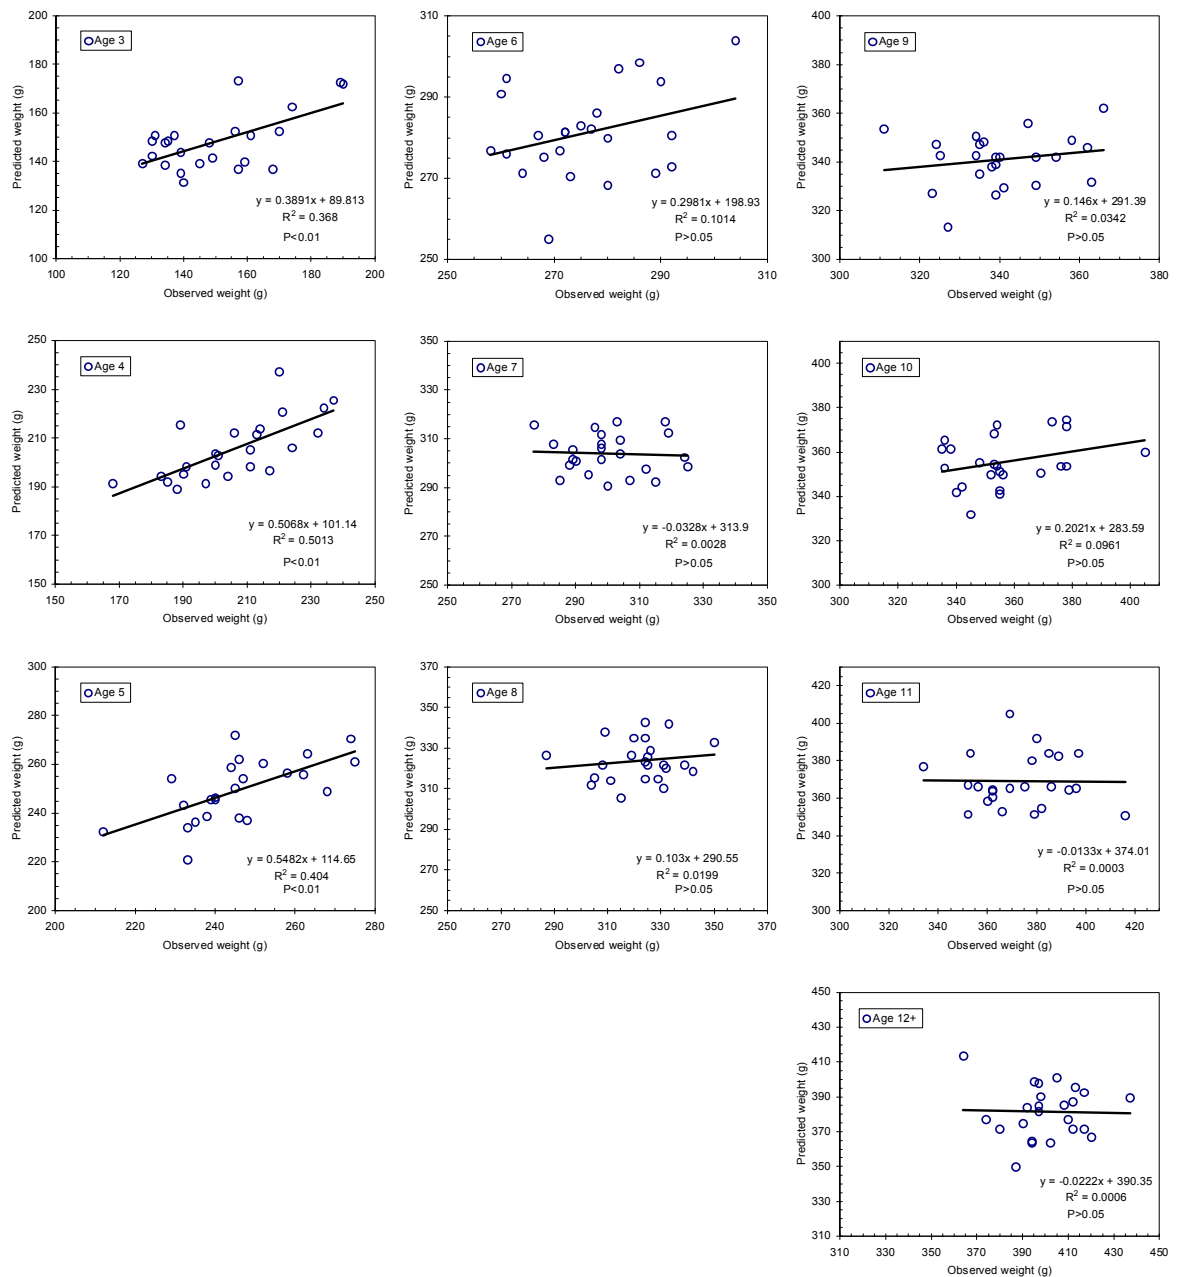 Age 3
Predicted weight (g)
200
180
160
140
120
100
y = 0.3891x + 89.813
R2 = 0.368
P<0.01
100 120 140 160 180 200
Observed weight (g)
Age 6
Predicted weight (g)
310
290
270
250
y = 0.2981x + 198.93
R2 = 0.1014
P>0.05
250 270 290 310
Observed weight (g)
Age 9
Predicted weight (g)
400
380
360
340
320
300
y = 0.146x + 291.39
R2 = 0.0342
P>0.05
300 320 340 360 380
Observed weight (g)
Age 4
Predicted weight (g)
250
230
210
190
170
150
y = 0.5068x + 101.14
R2 = 0.5013
P<0.01
150 170 190 210 230 250
Observed weight (g)
Age 7
Predicted weight (g)
350
330
310
290
270
250
y = -0.0328x + 313.9
R2 = 0.0028
P>0.05
250 270 290 310 330 350
Observed weight (g)
Age 10
Predicted weight (g)
400
380
360
340
320
300
y = 0.2021x + 283.59
R2 = 0.0961
P>0.05
300 320 340 360 380 400
Observed weight (g)
Age 5
Predicted weight (g)
300
280
260
240
220
200
y = 0.5482x + 114.65
R2 = 0.404
P<0.01
200 220 240 260 280
Observed weight (g)
Age 8
Predicted weight (g)
370
350
330
310
290
270
250
y = 0.103x + 290.55
R2 = 0.0199
P>0.05
250 270 290 310 330 350 370
Observed weight (g)
Age 11
Predicted weight (g)
420
400
380
360
340
320
300
y = -0.0133x + 374.01
R2 = 0.0003
P>0.05
300 320 340 360 380 400 420
Observed weight (g)
Age 12+
Predicted weight (g)
450
430
410
390
370
350
330
310
y = -0.0222x + 390.35
R2 = 0.0006
P>0.05
310 330 350 370 390 410 430 450
Observed weight (g)